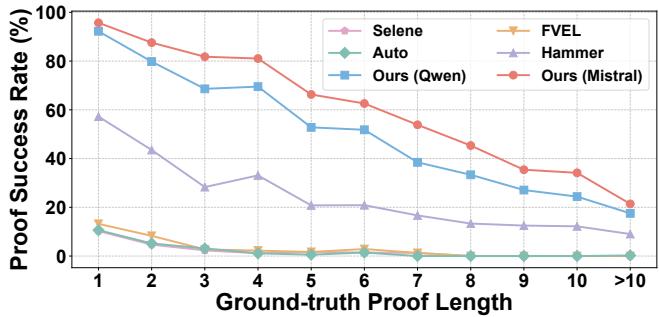 Proof Success Rate (%)
100
80
60
40
20
0
Selene
Auto
Ours (Qwen)
FVEL
Hammer
Ours (Mistral)
1 2 3 4 5 6 7 8 9 10 >10
Ground-truth Proof Length